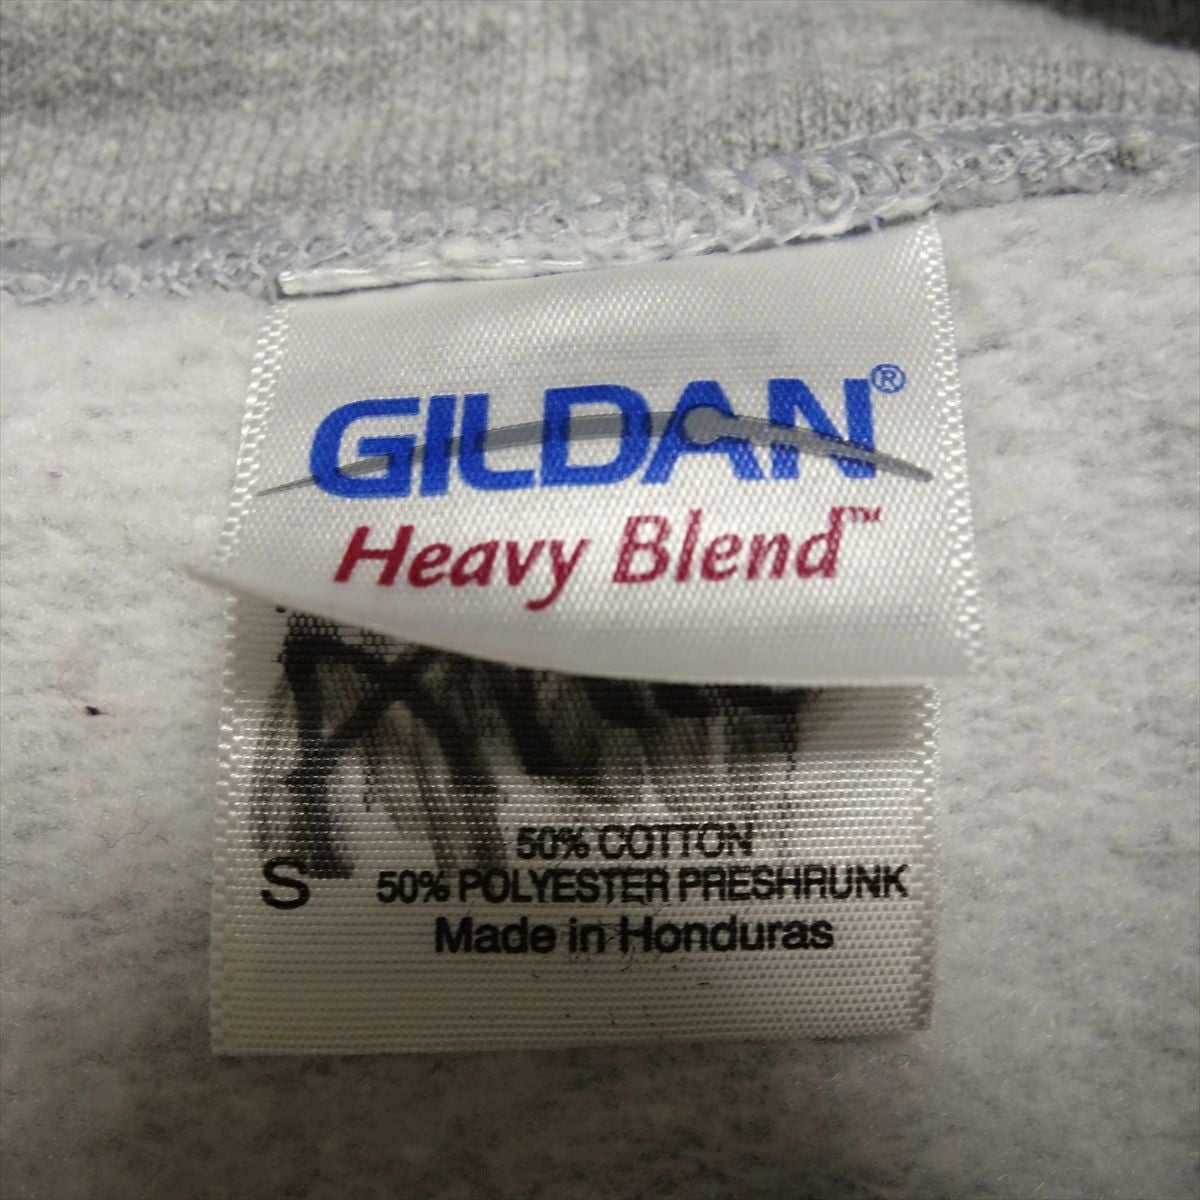 GILDAN®
Heavy Blend™
50% COTTON
S 50% POLYESTER PRESHRUNK
Made in Honduras